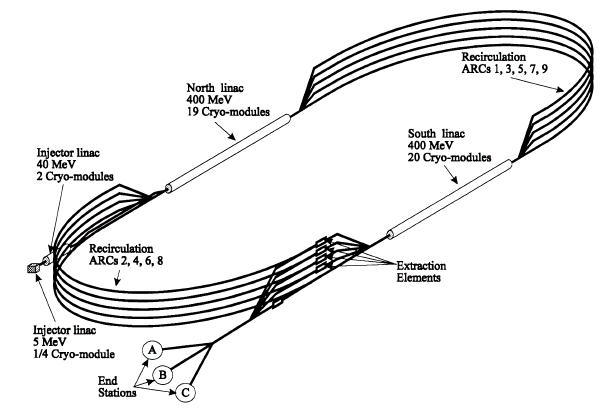 Recirculation
ARCs 1, 3, 5, 7, 9
North linac
400 MeV
19 Cryo-modules
South linac
400 MeV
20 Cryo-modules
Injector linac
40 MeV
2 Cryo-modules
Recirculation
ARCs 2, 4, 6, 8
Extraction
Elements
Injector linac
5 MeV
1/4 Cryo-module
A
B
C
End
Stations